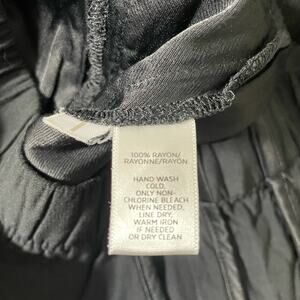 100% RAYON/
RAYONNE/RAYON
HAND WASH
COLD,
ONLY NON-
CHLORINE BLEACH
WHEN NEEDED,
LINE DRY,
WARM IRON
IF NEEDED
OR DRY CLEAN